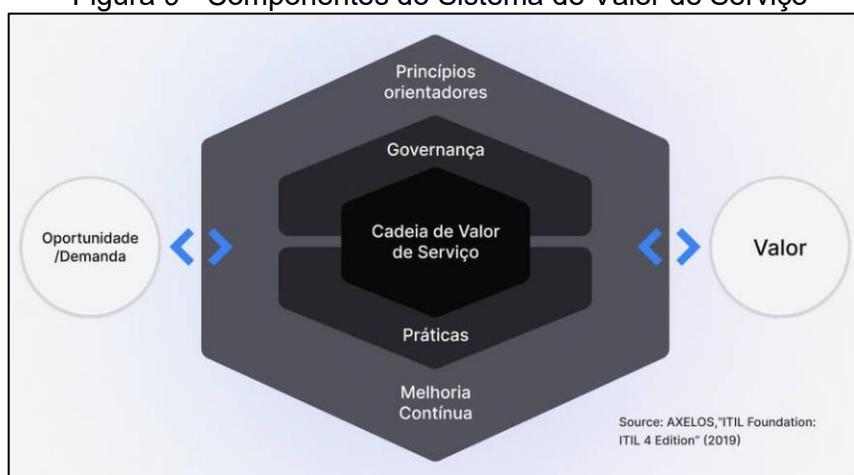 Figura - Componentes do Sistema de Valor de Serviço
Princípios
orientadores
Governança
Oportunidade
/Demanda
Cadeia de Valor
de Serviço
Valor
Práticas
Melhoria
Contínua
Source: AXELOS,"ITIL Foundation:
ITIL 4 Edition" (2019)